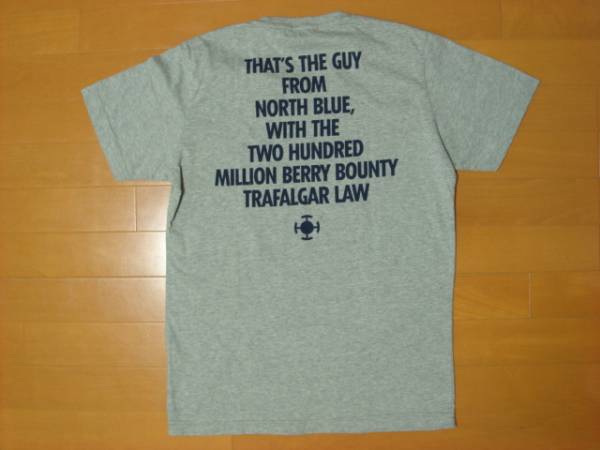 THAT'S THE GUY
FROM
NORTH BLUE,
WITH THE
TWO HUNDRED
MILLION BERRY BOUNTY
TRAFALGAR LAW